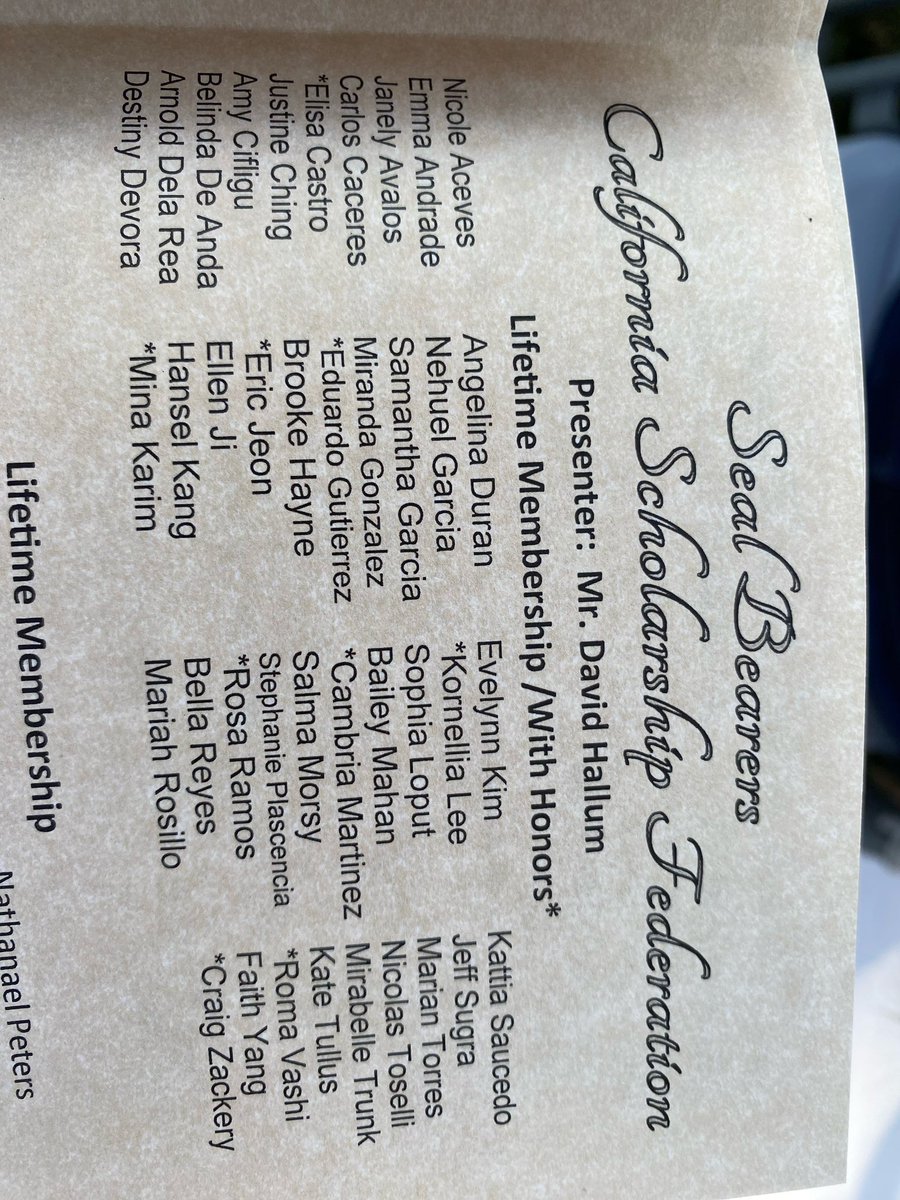 Seal Bearers
California Scholarship Federation
Presenter: Mr. David Hallum
Lifetime Membership /With Honors*
Nicole Aceves
Emma Andrade
Janely Avalos
Carlos Caceres
*Elisa Castro
Justine Ching
Amy Cifligu
Belinda De Anda
Arnold Dela Rea
Destiny Devora
Angelina Duran
Nehuel Garcia
Samantha Garcia
Miranda Gonzalez
*Eduardo Gutierrez
Brooke Hayne
*Eric Jeon
Ellen Ji
Hansel Kang
*Mina Karim
Evelynn Kim
*Kornellia Lee
Sophia Loput
Bailey Mahan
*Cambria Martinez
Salma Morsy
Stephanie Plascencia
*Rosa Ramos
Bella Reyes
Mariah Rosillo
Kattia Saucedo
Jeff Sugra
Marian Torres
Nicolas Toselli
Mirabelle Trunk
Kate Tullus
*Roma Vashi
Faith Yang
*Craig Zackery
Lifetime Membership
Nathanael Peters